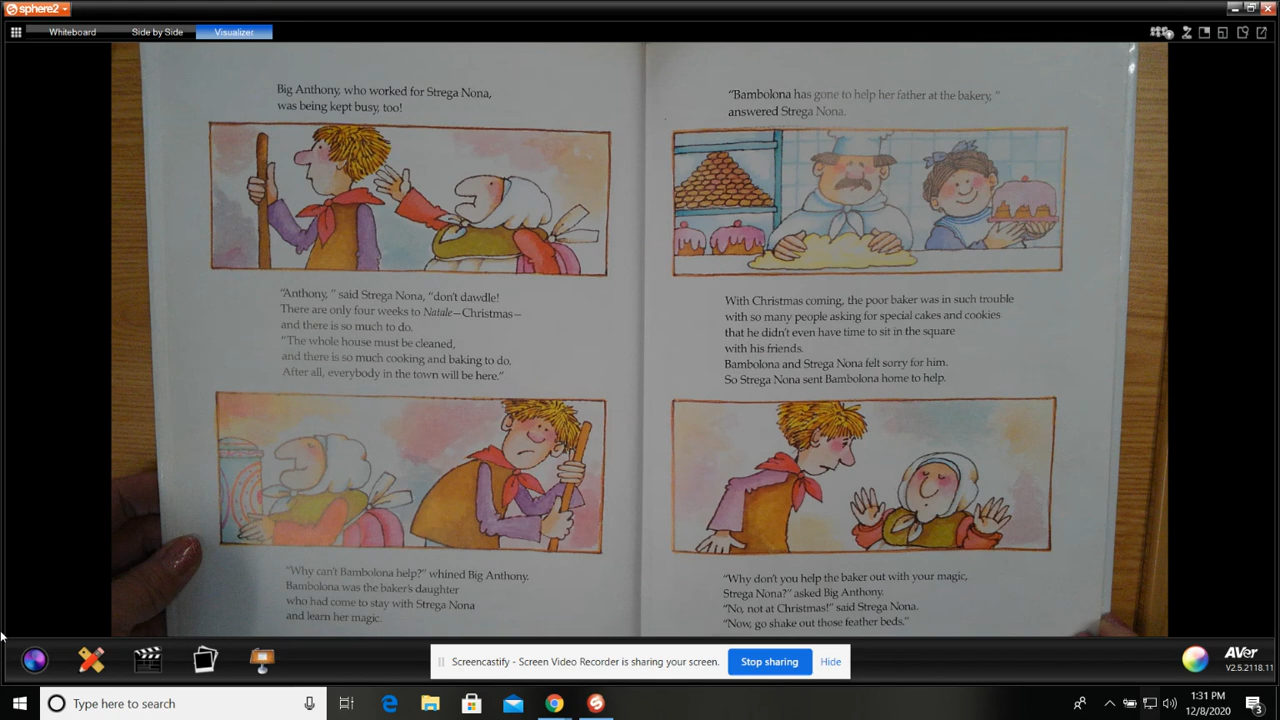 sphere2
Whiteboard
Side by Side
Visualizer
Big Anthony, who worked for Strega Nona,
was being kept busy, too!
"Anthony, " said Strega Nona, "don't dawdle!
There are only four weeks to Natale—Christmas—
and there is so much to do.
"The whole house must be cleaned,
and there is so much cooking and baking to do.
After all, everybody in the town will be here."
"Why can't Bambolona help?" whined Big Anthony.
Bambolona was the baker's daughter
who had come to stay with Strega Nona
and learn her magic.
"Bambolona has gone to help her father at the bakery, "
answered Strega Nona.
With Christmas coming, the poor baker was in such trouble
with so many people asking for special cakes and cookies
that he didn't even have time to sit in the square
with his friends.
Bambolona and Strega Nona felt sorry for him.
So Strega Nona sent Bambolona home to help.
"Why don't you help the baker out with your magic,
Strega Nona?" asked Big Anthony.
"No, not at Christmas!" said Strega Nona.
"Now, go shake out those feather beds."
Screencastify - Screen Video Recorder is sharing your screen.
Stop sharing
Hide
AVer
V2.5.2118.11
Type here to search
1:31 PM
12/8/2020
3